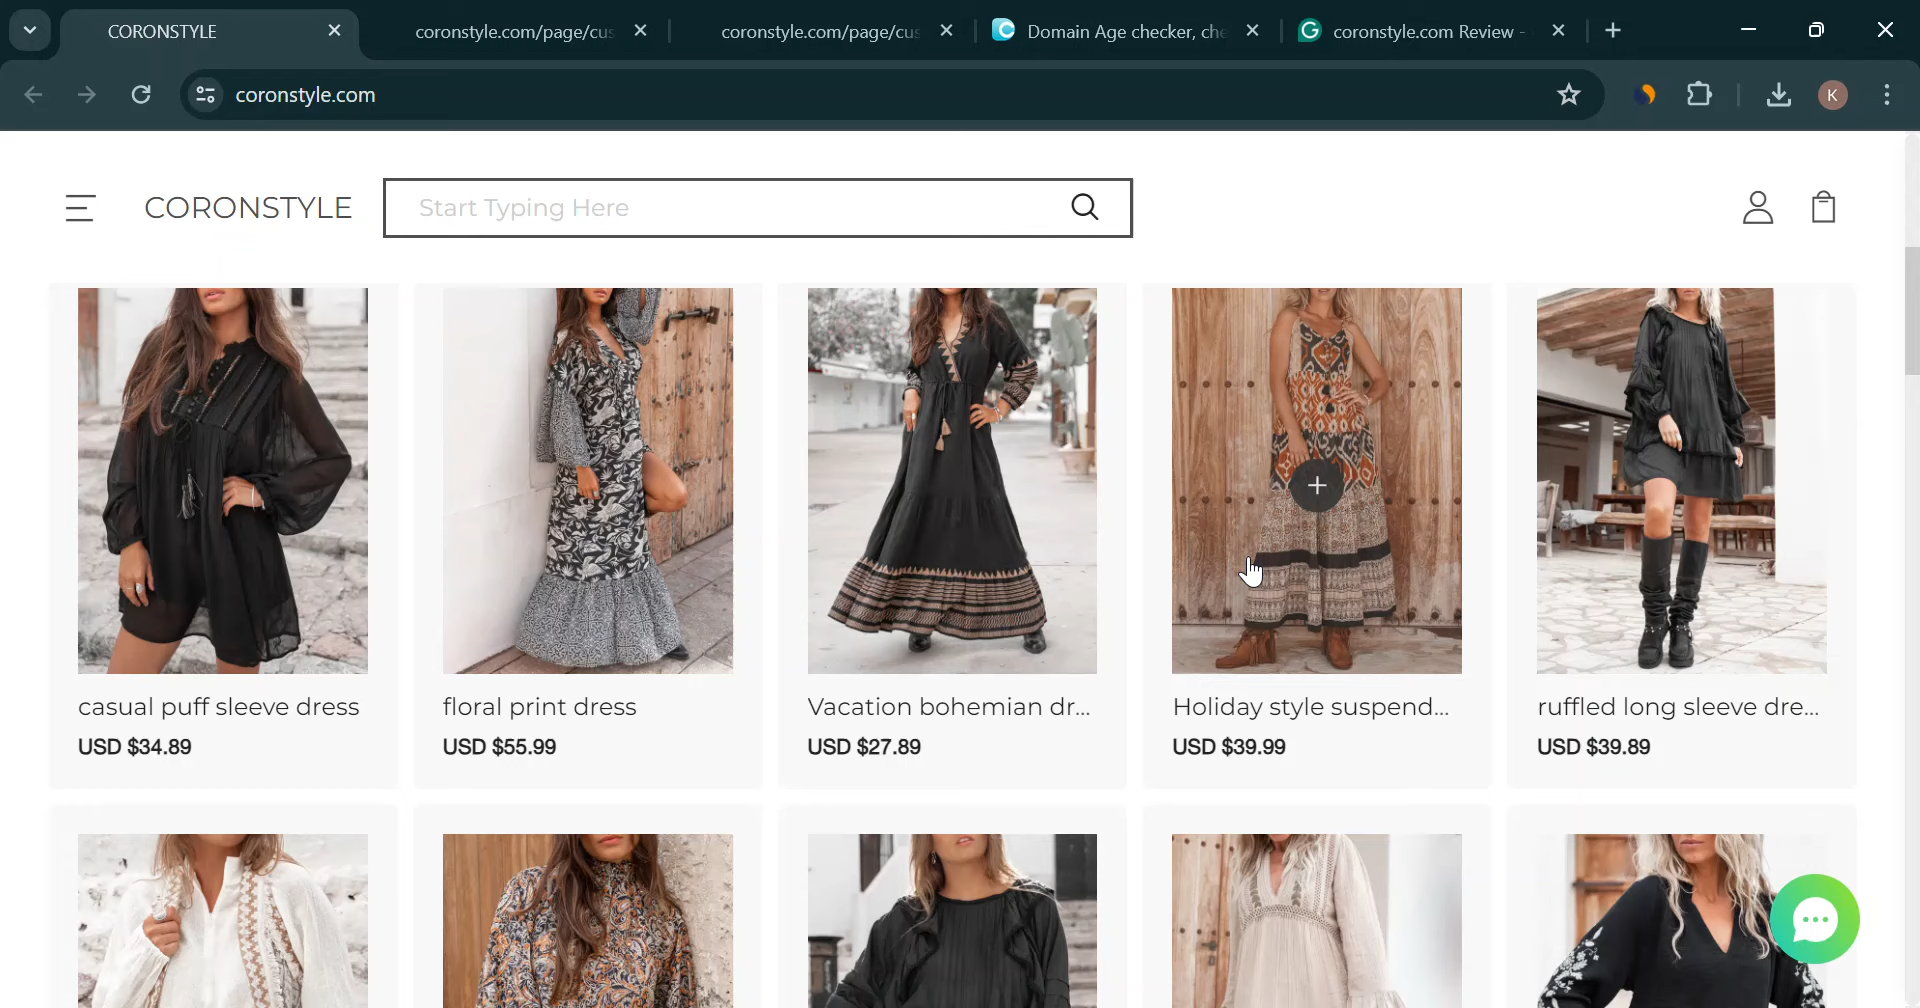 CORONSTYLE
coronstyle.com/page/cus
coronstyle.com/page/cus
Domain Age checker, che
coronstyle.com Review -
coronstyle.com
K
CORONSTYLE
Start Typing Here
casual puff sleeve dress
USD $34.89
floral print dress
USD $55.99
Vacation bohemian dr...
USD $27.89
Holiday style suspend...
USD $39.99
ruffled long sleeve dre...
USD $39.89